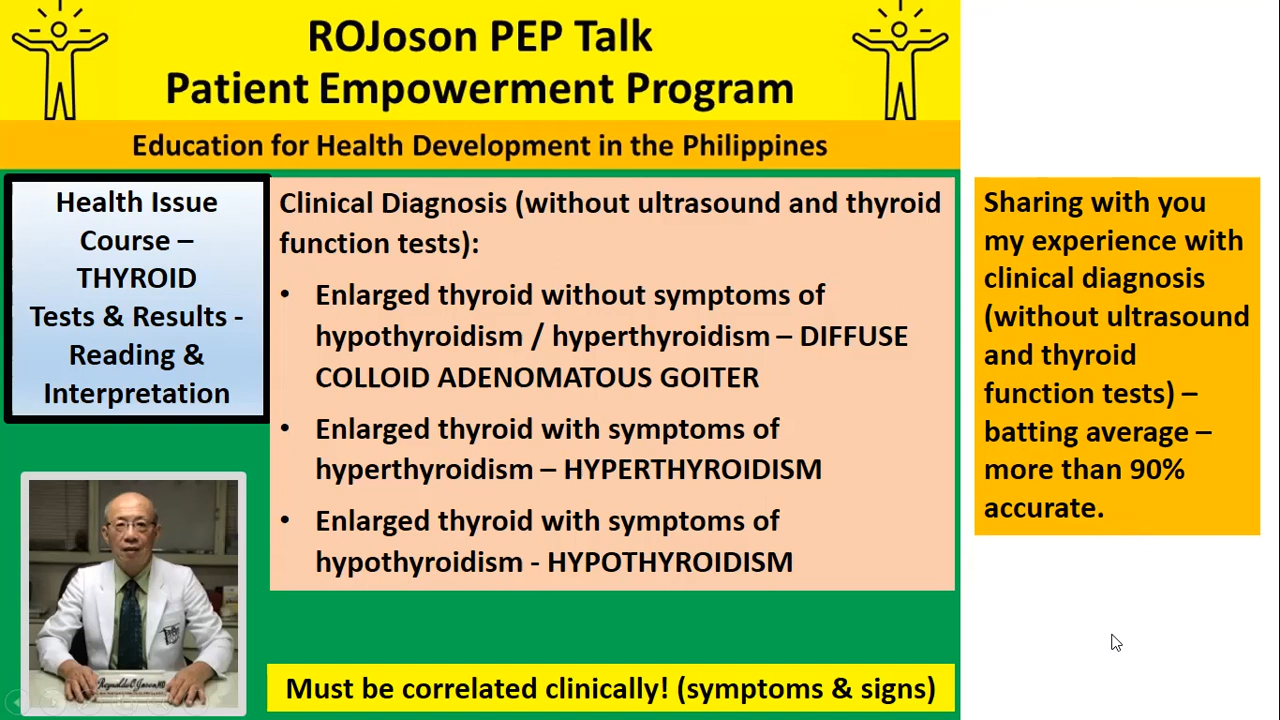 ROJoson PEP Talk
Patient Empowerment Program
Education for Health Development in the Philippines
Health Issue
Course –
THYROID
Tests & Results -
Reading &
Interpretation
Clinical Diagnosis (without ultrasound and thyroid
function tests):
• Enlarged thyroid without symptoms of
hypothyroidism / hyperthyroidism – DIFFUSE
COLLOID ADENOMATOUS GOITER
• Enlarged thyroid with symptoms of
hyperthyroidism – HYPERTHYROIDISM
• Enlarged thyroid with symptoms of
hypothyroidism - HYPOTHYROIDISM
Sharing with you
my experience with
clinical diagnosis
(without ultrasound
and thyroid
function tests) –
batting average –
more than 90%
accurate.
Must be correlated clinically! (symptoms & signs)